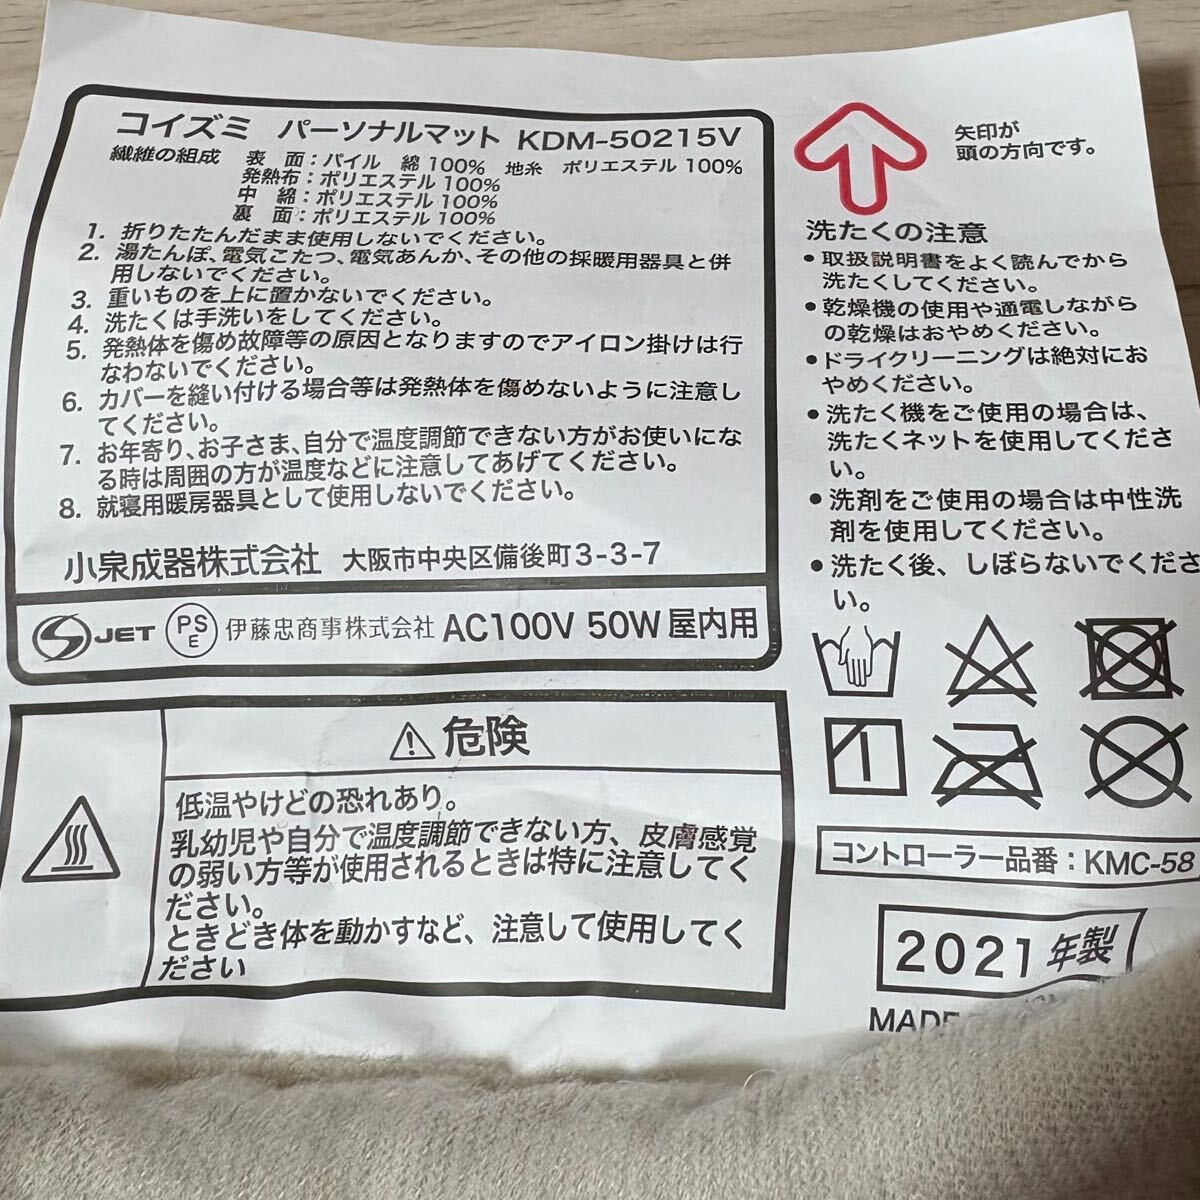 コイズミ パーソナルマット KDM-50215V
繊維の組成 表 面：パイル 綿 100% 地糸 ポリエステル 100%
発熱布：ポリエステル 100%
中 綿：ポリエステル 100%
裏 面：ポリエステル 100%
1. 折りたたんだまま使用しないでください。
2. 湯たんぽ、電気こたつ、電気あんか、その他の採暖用器具と併
用しないでください。
3. 重いものを上に置かないでください。
4. 洗たくは手洗いをしてください。
5. 発熱体を傷め故障等の原因となりますのでアイロン掛けは行
なわないでください。
6. カバーを縫い付ける場合等は発熱体を傷めないように注意し
てください。
7. お年寄り、お子さま、自分で温度調節できない方がお使いにな
る時は周囲の方が温度などに注意してあげてください。
8. 就寝用暖房器具として使用しないでください。
小泉成器株式会社 大阪市中央区備後町3-3-7
JET PSE 伊藤忠商事株式会社 AC100V 50W 屋内用
危険
低温やけどの恐れあり。
乳幼児や自分で温度調節できない方、皮膚感覚
の弱い方等が使用されるときは特に注意してく
ださい。
ときどき体を動かすなど、注意して使用してく
ださい
矢印が
頭の方向です。
洗たくの注意
•取扱説明書をよく読んでから
洗たくしてください。
•乾燥機の使用や通電しながら
の乾燥はおやめください。
•ドライクリーニングは絶対にお
やめください。
•洗たく機をご使用の場合は、
洗たくネットを使用してくださ
い。
•洗剤をご使用の場合は中性洗
剤を使用してください。
•洗たく後、しぼらないでくださ
い。
コントローラー品番：KMC-58
2021年製
MADE